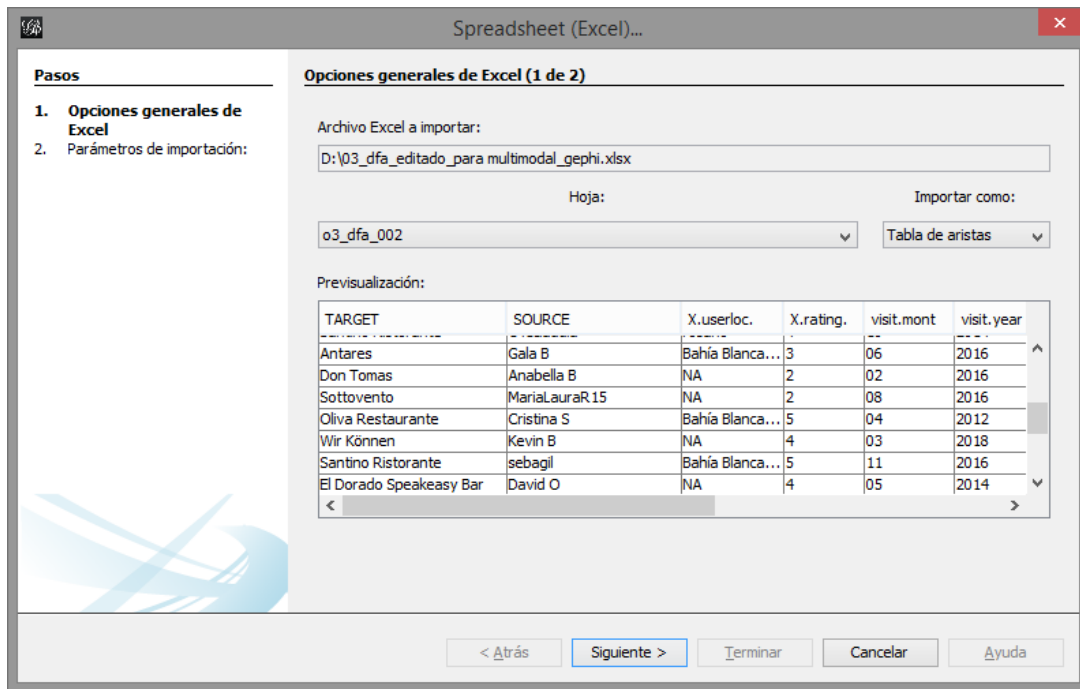 Spreadsheet (Excel)...
Pasos
1. Opciones generales de
Excel
2. Parámetros de importación:
Opciones generales de Excel (1 de 2)
Archivo Excel a importar:
D:\03_dfa_editado_para multimodal_gephi.xlsx
Hoja: Importar como:
o3_dfa_002 Tabla de aristas
Previsualización:
TARGET SOURCE X.userloc. X.rating. visit.mont visit.year
Antares Gala B Bahía Blanca... 3 06 2016
Don Tomas Anabella B NA 2 02 2016
Sottovento MariaLauraR15 NA 2 08 2016
Oliva Restaurante Cristina S Bahía Blanca... 5 04 2012
Wir Können Kevin B NA 4 03 2018
Santino Ristorante sebagil Bahía Blanca... 5 11 2016
El Dorado Speakeasy Bar David O NA 4 05 2014
< Atrás Siguiente > Terminar Cancelar Ayuda